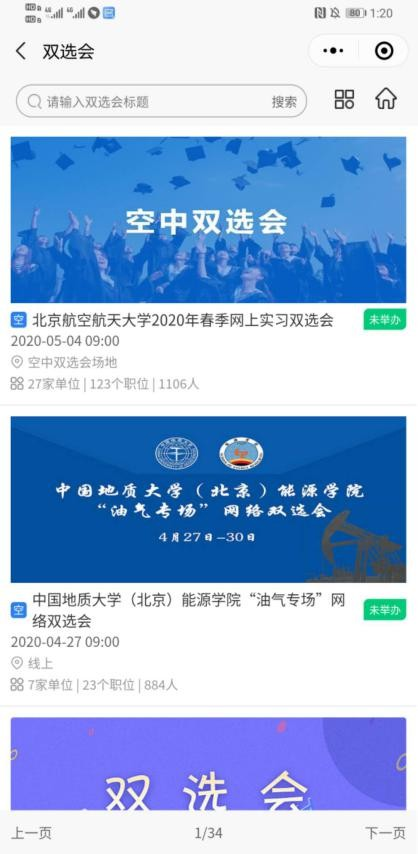 80 1:20
双选会
请输入双选会标题 搜索
空中双选会
空 北京航空航天大学2020年春季网上实习双选会 未举办
2020-05-04 09:00
空中双选会场地
27家单位 | 123个职位 | 1106人
中国地质大学（北京）能源学院
“油气专场”网络双选会
4月27日-30日
空 中国地质大学（北京）能源学院“油气专场”网
络双选会 未举办
2020-04-27 09:00
线上
7家单位 | 23个职位 | 884人
双选会
上一页 1/34 下一页